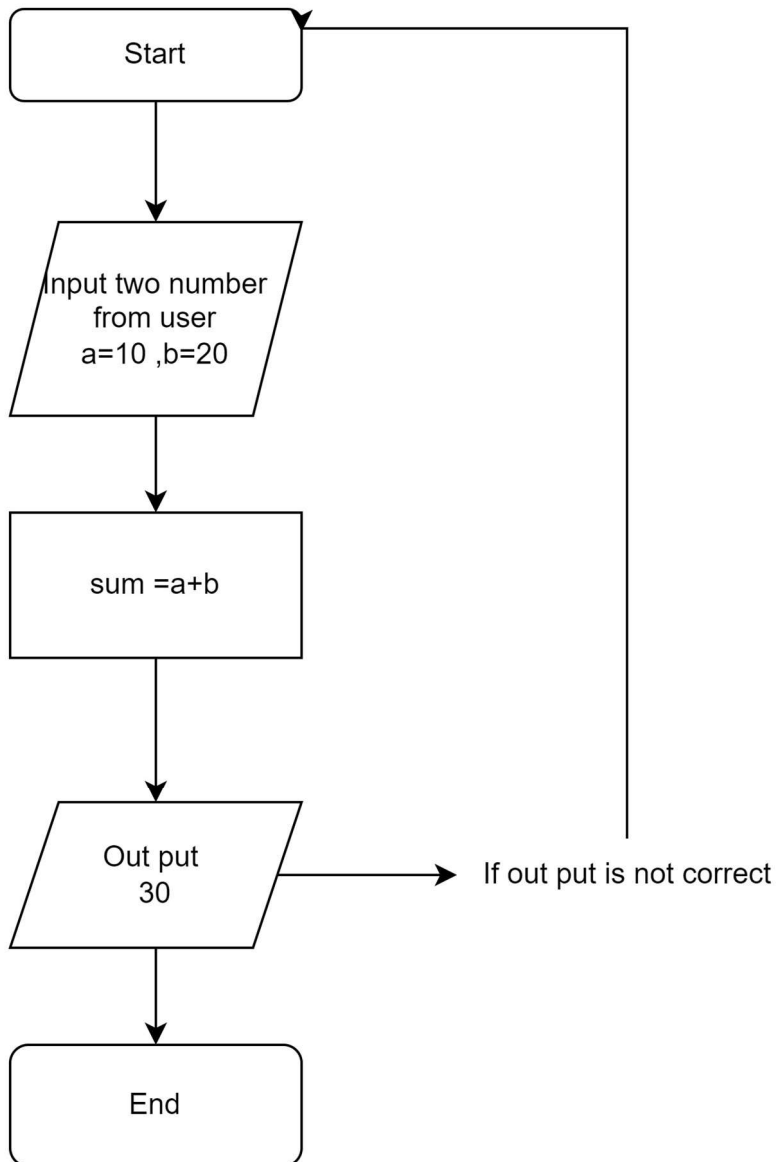 Start
Input two number
from user
a=10 ,b=20
sum =a+b
Out put
30
If out put is not correct
End